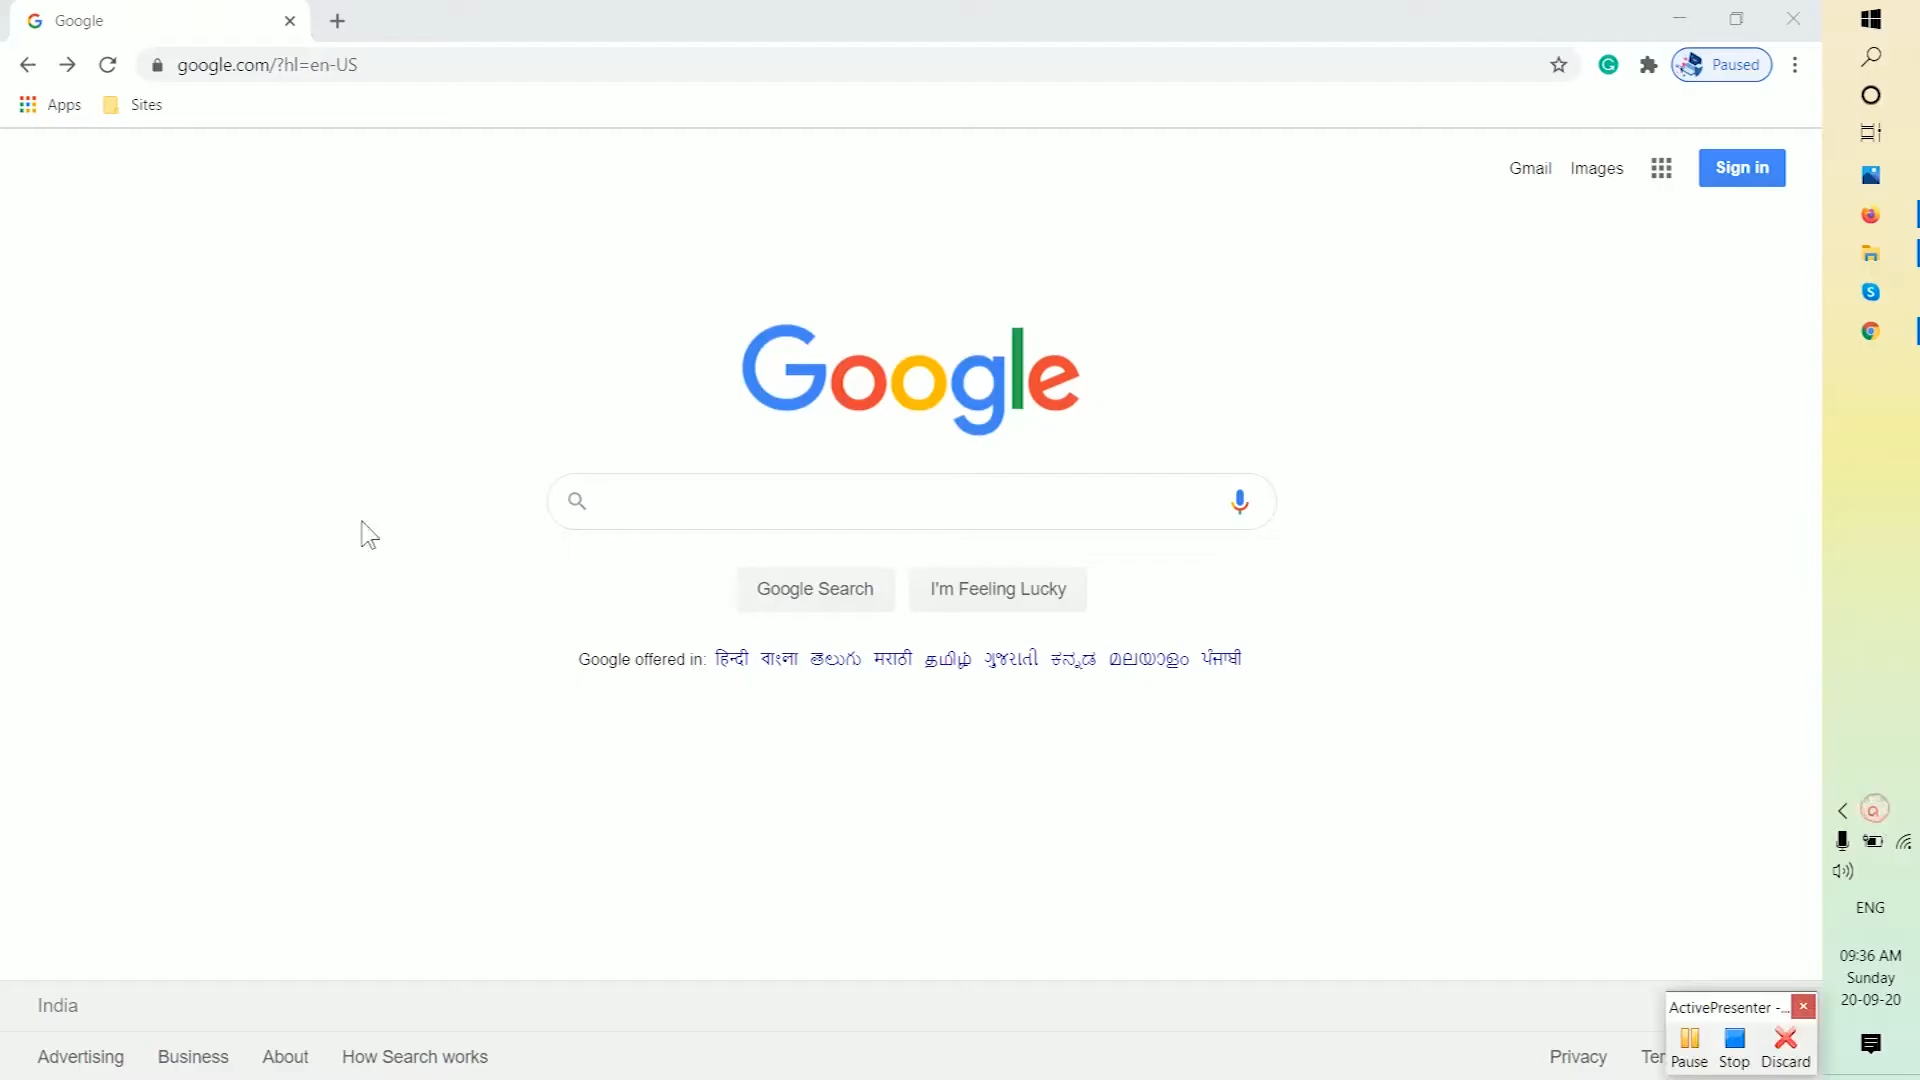 Google
google.com/?hl=en-US
Paused
Apps
Sites
Gmail
Images
Sign in
Google
Google Search
I'm Feeling Lucky
Google offered in: हिन्दी বাংলা తెలుగు मराठी தமிழ் ગુજરાતી ಕನ್ನಡ മലയാളം ਪੰਜਾਬੀ
ENG
09:36 AM
Sunday
20-09-20
India
ActivePresenter -...
Pause Stop Discard
Advertising Business About How Search works Privacy Ter